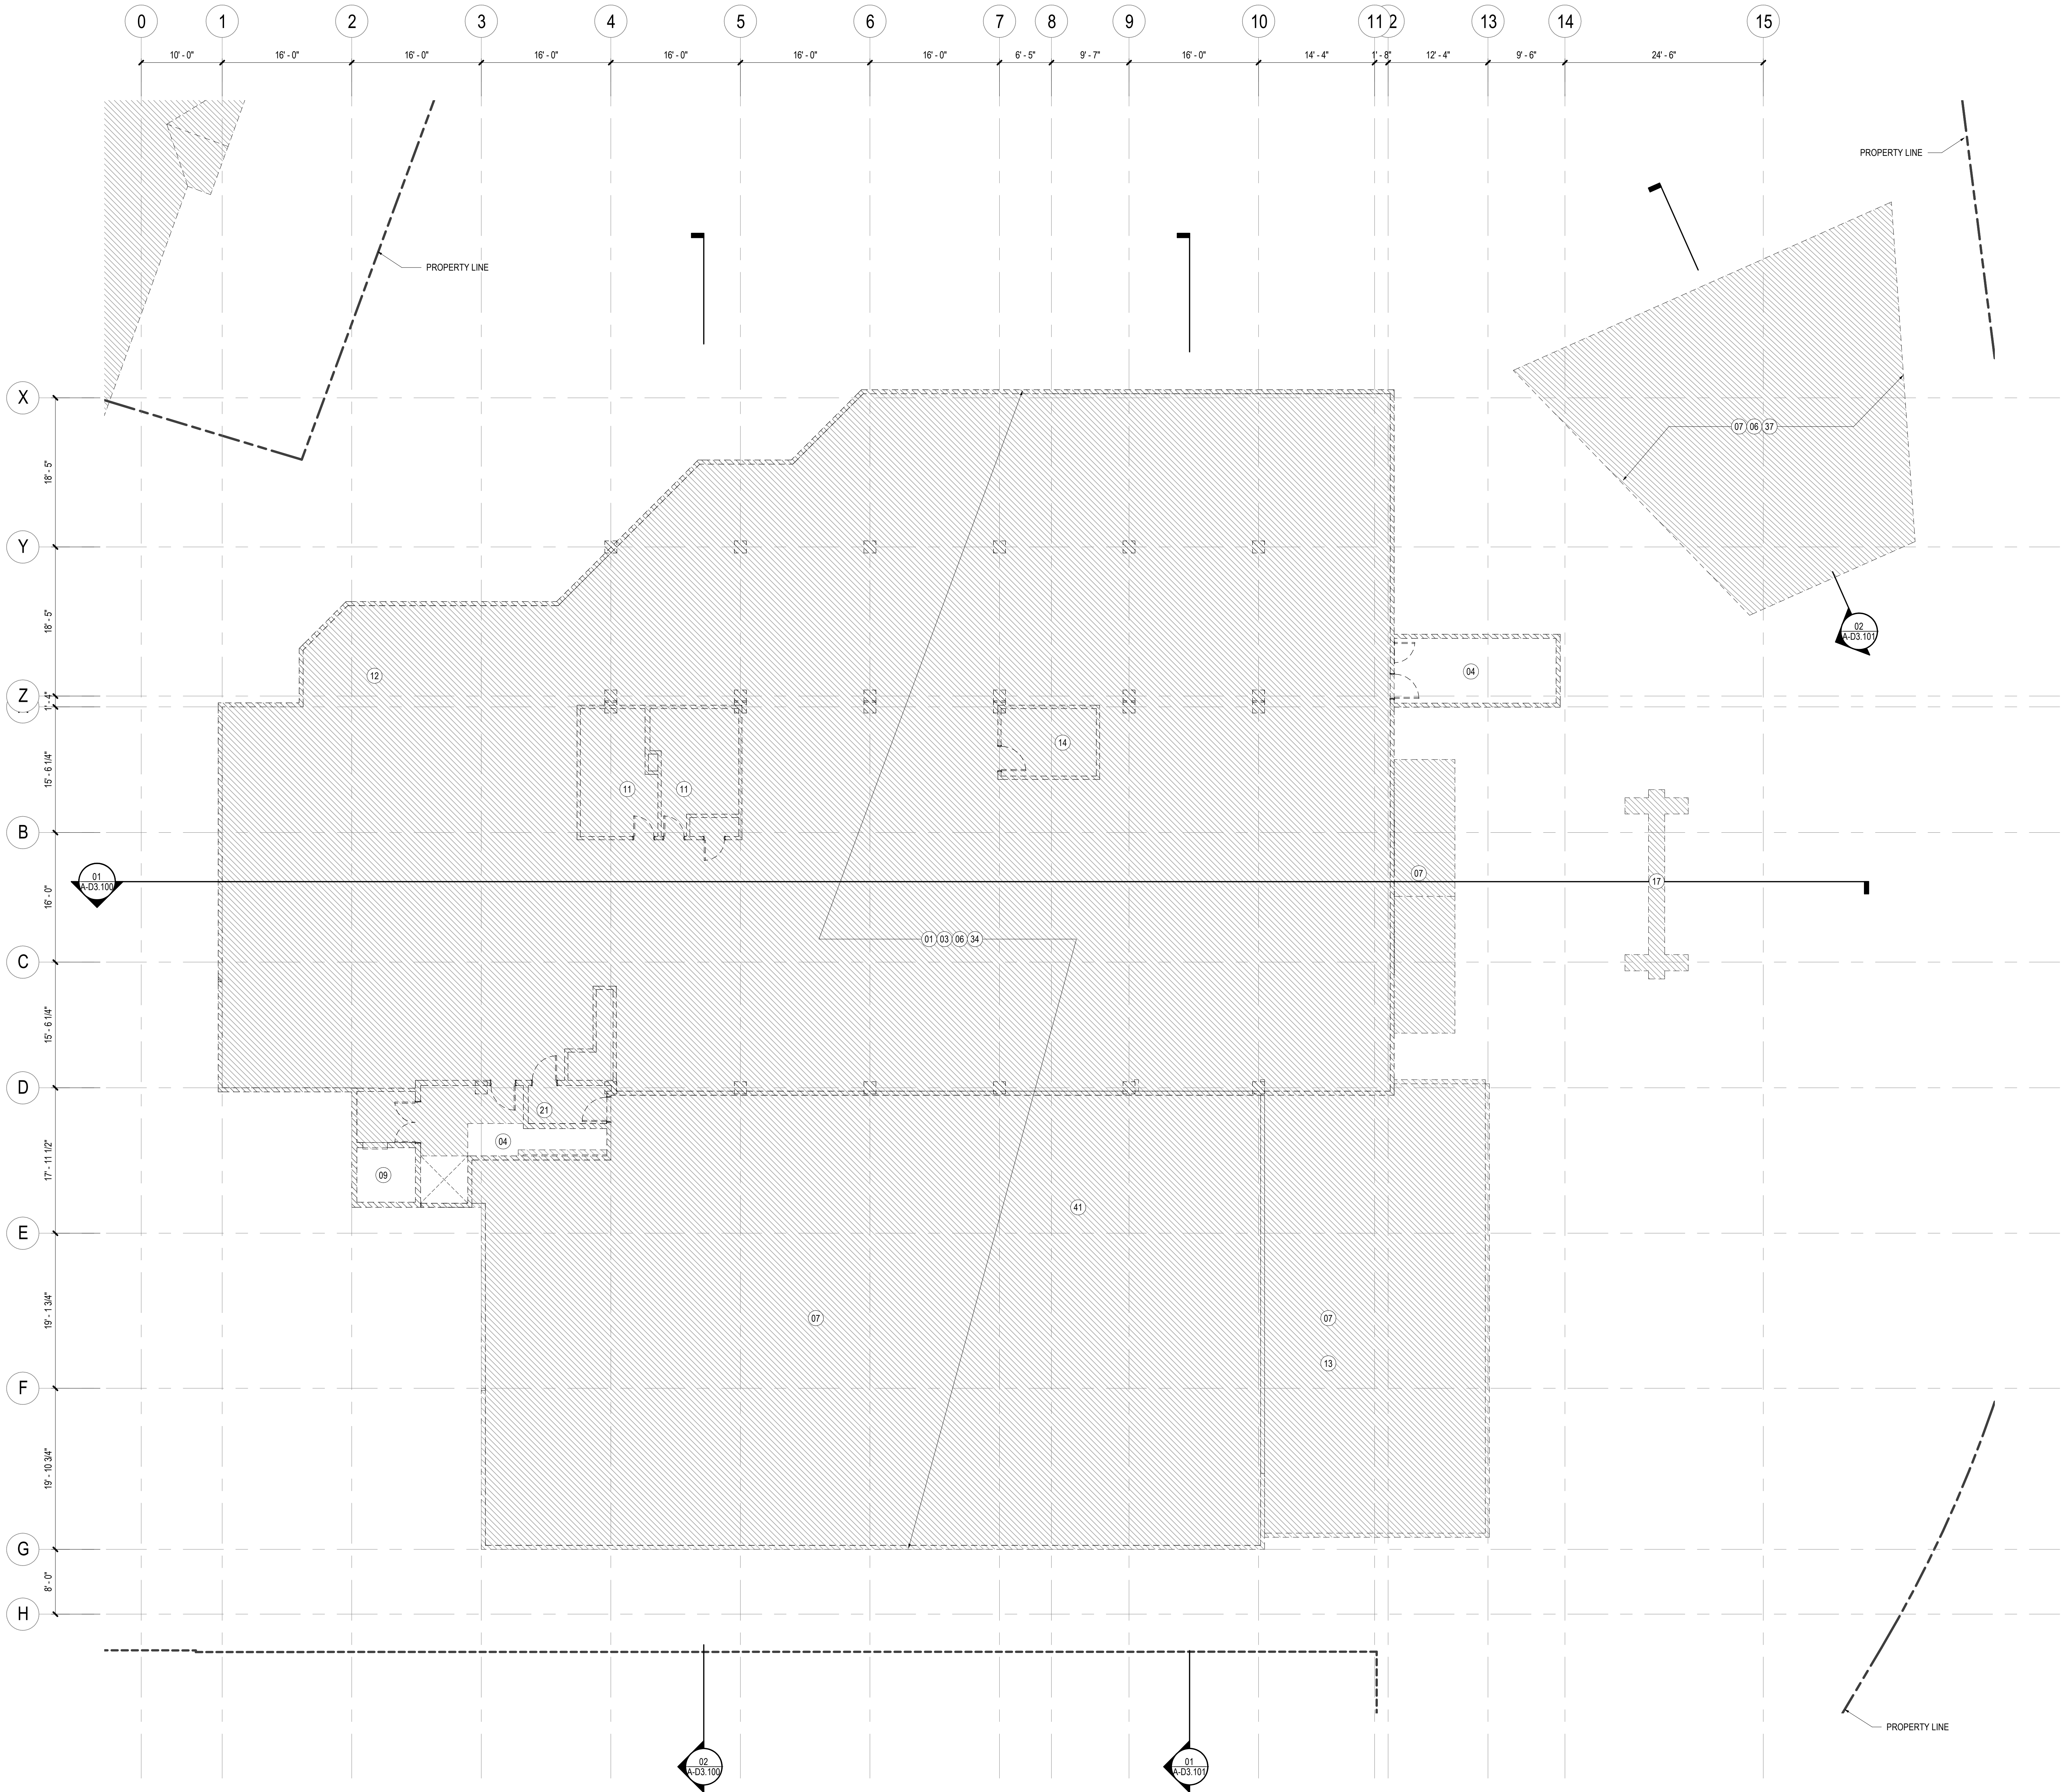 0 1 2 3 4 5 6 7 8 9 10 11 2 13 14 15
10' - 0" 16' - 0" 16' - 0" 16' - 0" 16' - 0" 16' - 0" 16' - 0" 6' - 5" 9' - 7" 16' - 0" 14' - 4" 1' - 8" 12' - 4" 9' - 6" 24' - 6"
PROPERTY LINE
PROPERTY LINE
X
07 06 37
18' - 5"
Y
18' - 5"
02
A-D3.101
12
04
Z
1' - 4"
14
15' - 6 1/4"
11 11
B
07
01
A-D3.100
17
16' - 0"
01 03 06 34
C
15' - 6 1/4"
D
21
04
17' - 11 1/2"
09
41
E
19' - 1 3/4"
07
07
13
F
19' - 10 3/4"
G
8' - 0"
H
PROPERTY LINE
02
A-D3.100
01
A-D3.101